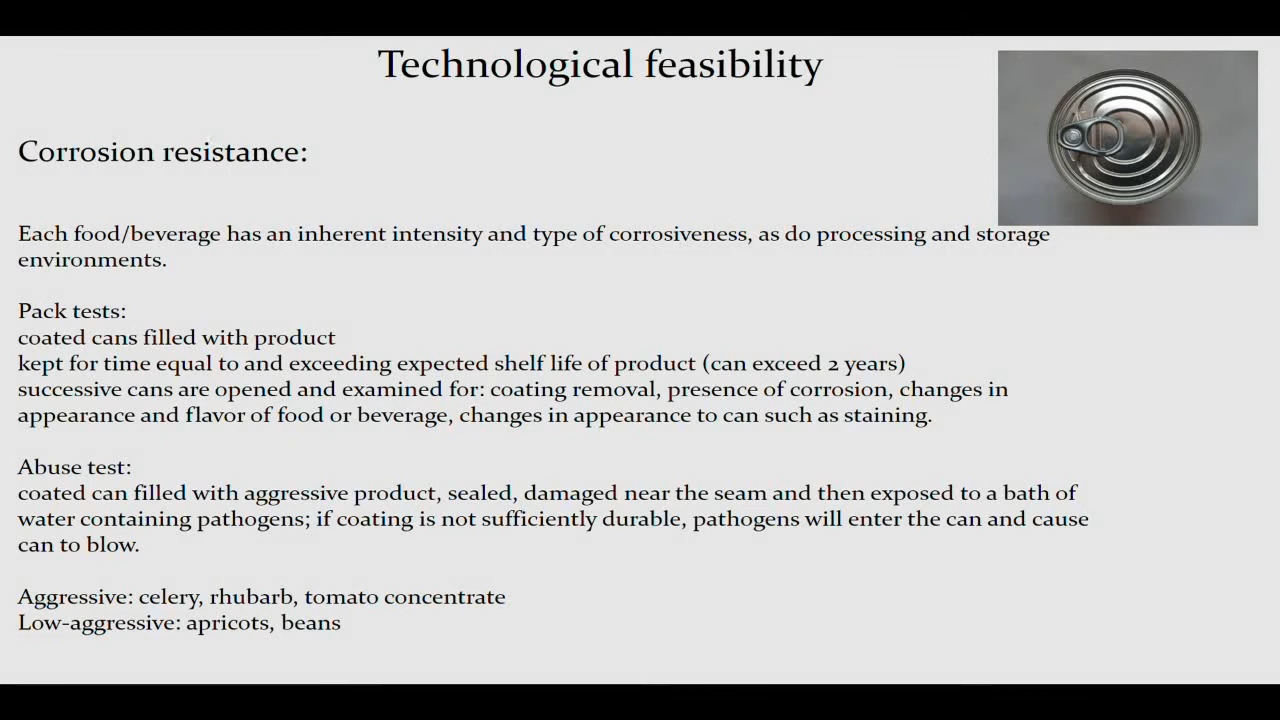 Technological feasibility
Corrosion resistance:
Each food/beverage has an inherent intensity and type of corrosiveness, as do processing and storage
environments.
Pack tests:
coated cans filled with product
kept for time equal to and exceeding expected shelf life of product (can exceed 2 years)
successive cans are opened and examined for: coating removal, presence of corrosion, changes in
appearance and flavor of food or beverage, changes in appearance to can such as staining.
Abuse test:
coated can filled with aggressive product, sealed, damaged near the seam and then exposed to a bath of
water containing pathogens; if coating is not sufficiently durable, pathogens will enter the can and cause
can to blow.
Aggressive: celery, rhubarb, tomato concentrate
Low-aggressive: apricots, beans